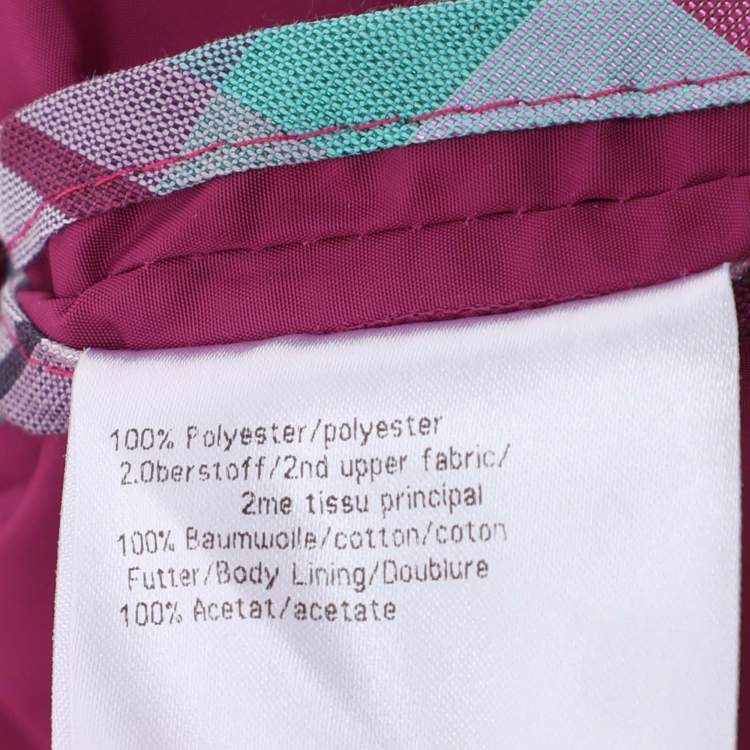 100% Polyester/polyester
2.Oberstoff/2nd upper fabric/
2me tissu principal
100% Baumwolle/cotton/coton
Futter/Body Lining/Doublure
100% Acetat/acetate